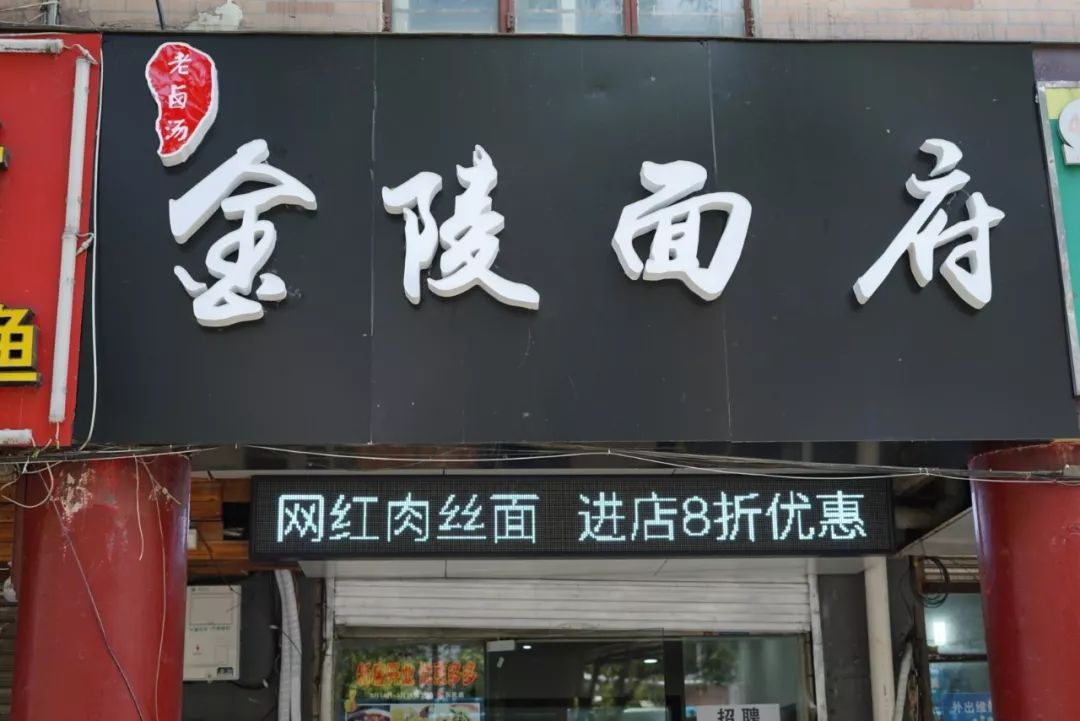 老卤汤
金陵面府
鱼
网红肉丝面 进店8折优惠
招聘